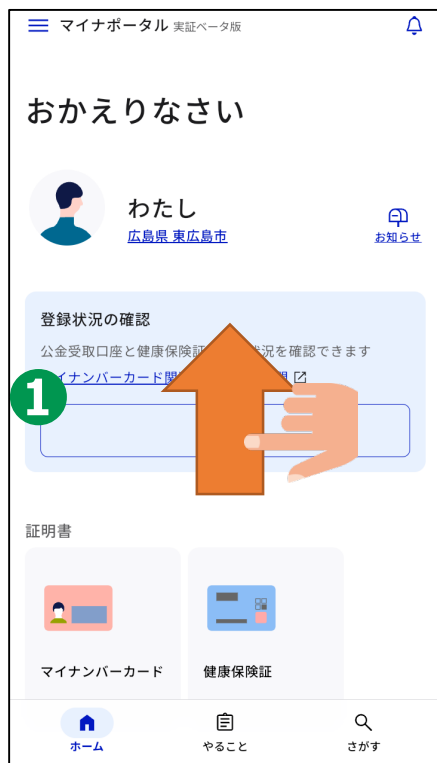 マイナポータル 実証ベータ版
おかえりなさい
わたし
広島県 東広島市
お知らせ
登録状況の確認
公金受取口座と健康保険証 状況を確認できます
イナンバーカード関
1
証明書
マイナンバーカード
健康保険証
ホーム
やること
さがす